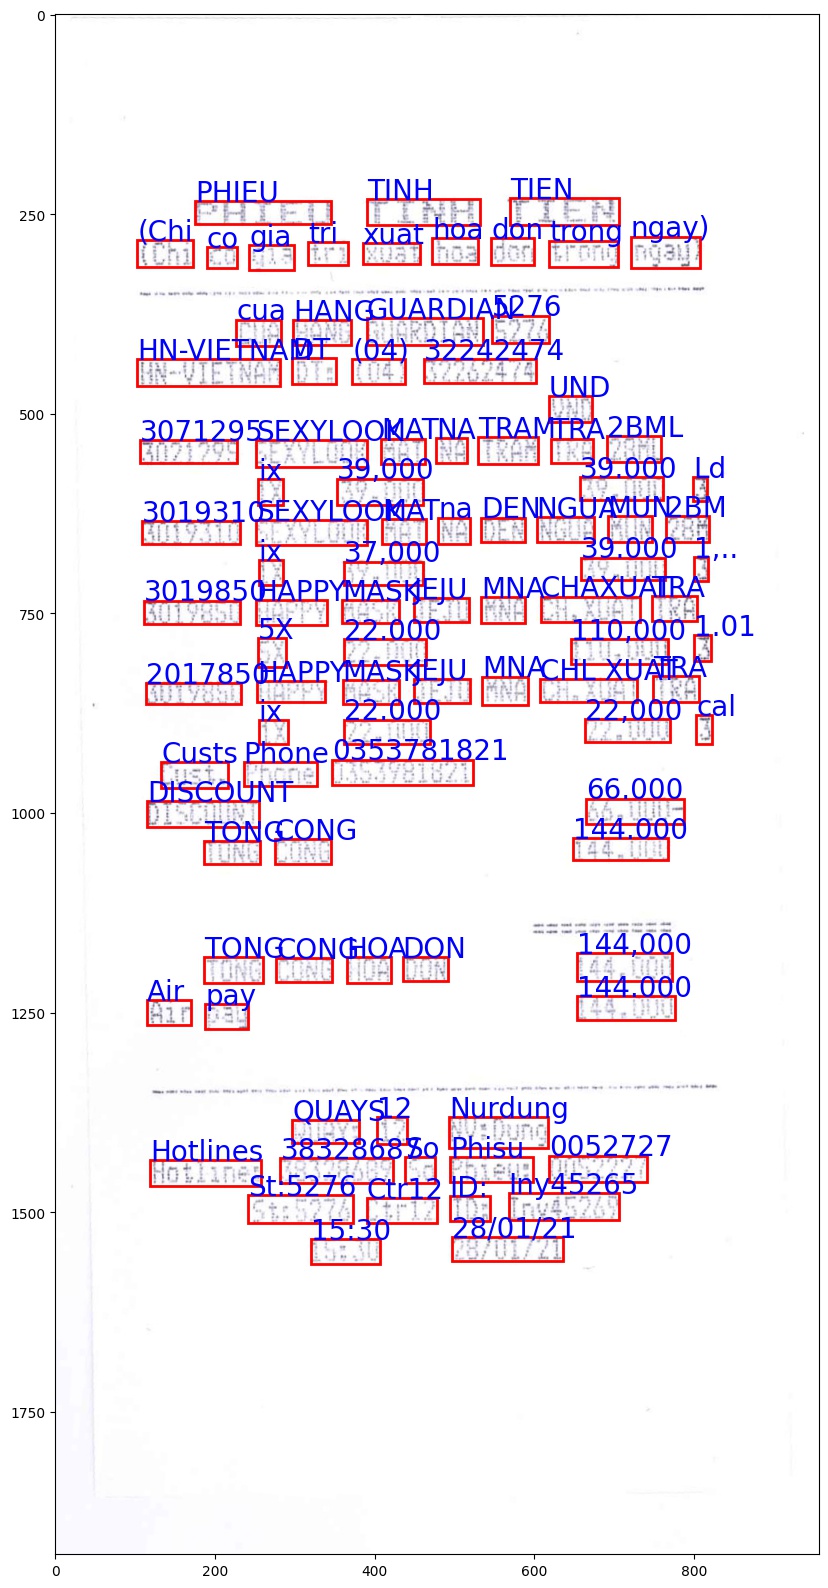 0
PHIEU TINH TIEN
250
(Chi co gia tri xuat hoa don trong ngay)
cua HANG GUARDIAN 5276
HN-VIETNAM DT (04) 32242474
UND
500
3071295 SEXYLOOK MAT NA TRAM TRA 2BML
ix 39,000 39.000 Ld
3019310 SEXYLOOK MAT na DEN NGUA MUN 2BM
ix 37,000 39.000 1,..
3019850 HAPPY MASK JEJU MNA CHAXUAT TRA
750
5X 22.000 110,000 1.01
2017850 HAPPY MASK JEJU MNA CHL XUAT TRA
ix 22.000 22,000 cal
Custs Phone 0353781821
DISCOUNT 66.000
1000
TONG CONG 144.000
TONG CONG HOA DON 144,000
Air pay 144.000
1250
QUAYS 12 Nurdung
Hotlines 38328687 So Phisu 0052727
St:5276 Ctr12 ID: lny45265
1500
15:30 28/01/21
1750
0 200 400 600 800